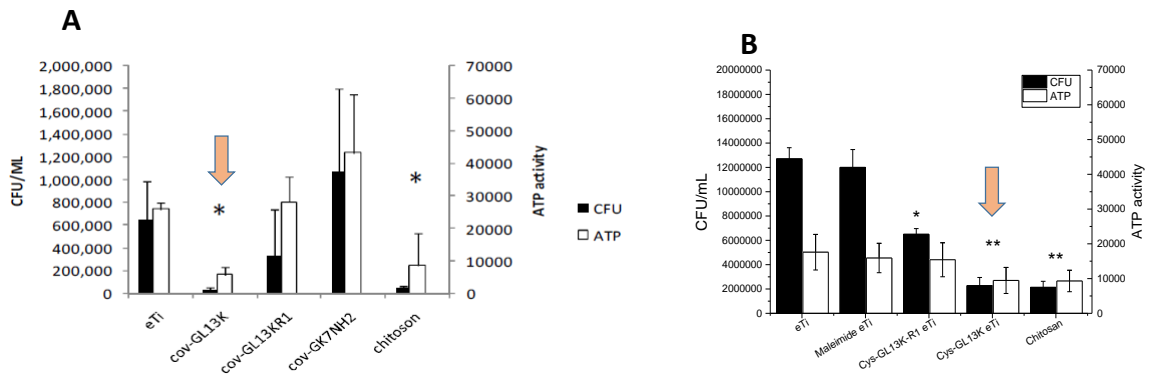 A
2,000,000
1,800,000
1,600,000
1,400,000
1,200,000
1,000,000
800,000
600,000
400,000
200,000
0
CFU/ML
70000
60000
50000
40000
30000
20000
10000
0
ATP activity
*
*
CFU
ATP
eTi
cov-GL13K
cov-GL13KR1
cov-GK7NH2
chitoson
B
20000000
18000000
16000000
14000000
12000000
10000000
8000000
6000000
4000000
2000000
0
CFU/mL
70000
60000
50000
40000
30000
20000
10000
0
ATP activity
CFU
ATP
*
**
**
eTi
Maleimide eTi
Cys-GL13K-R1 eTi
Cys-GL13K eTi
Chitosan